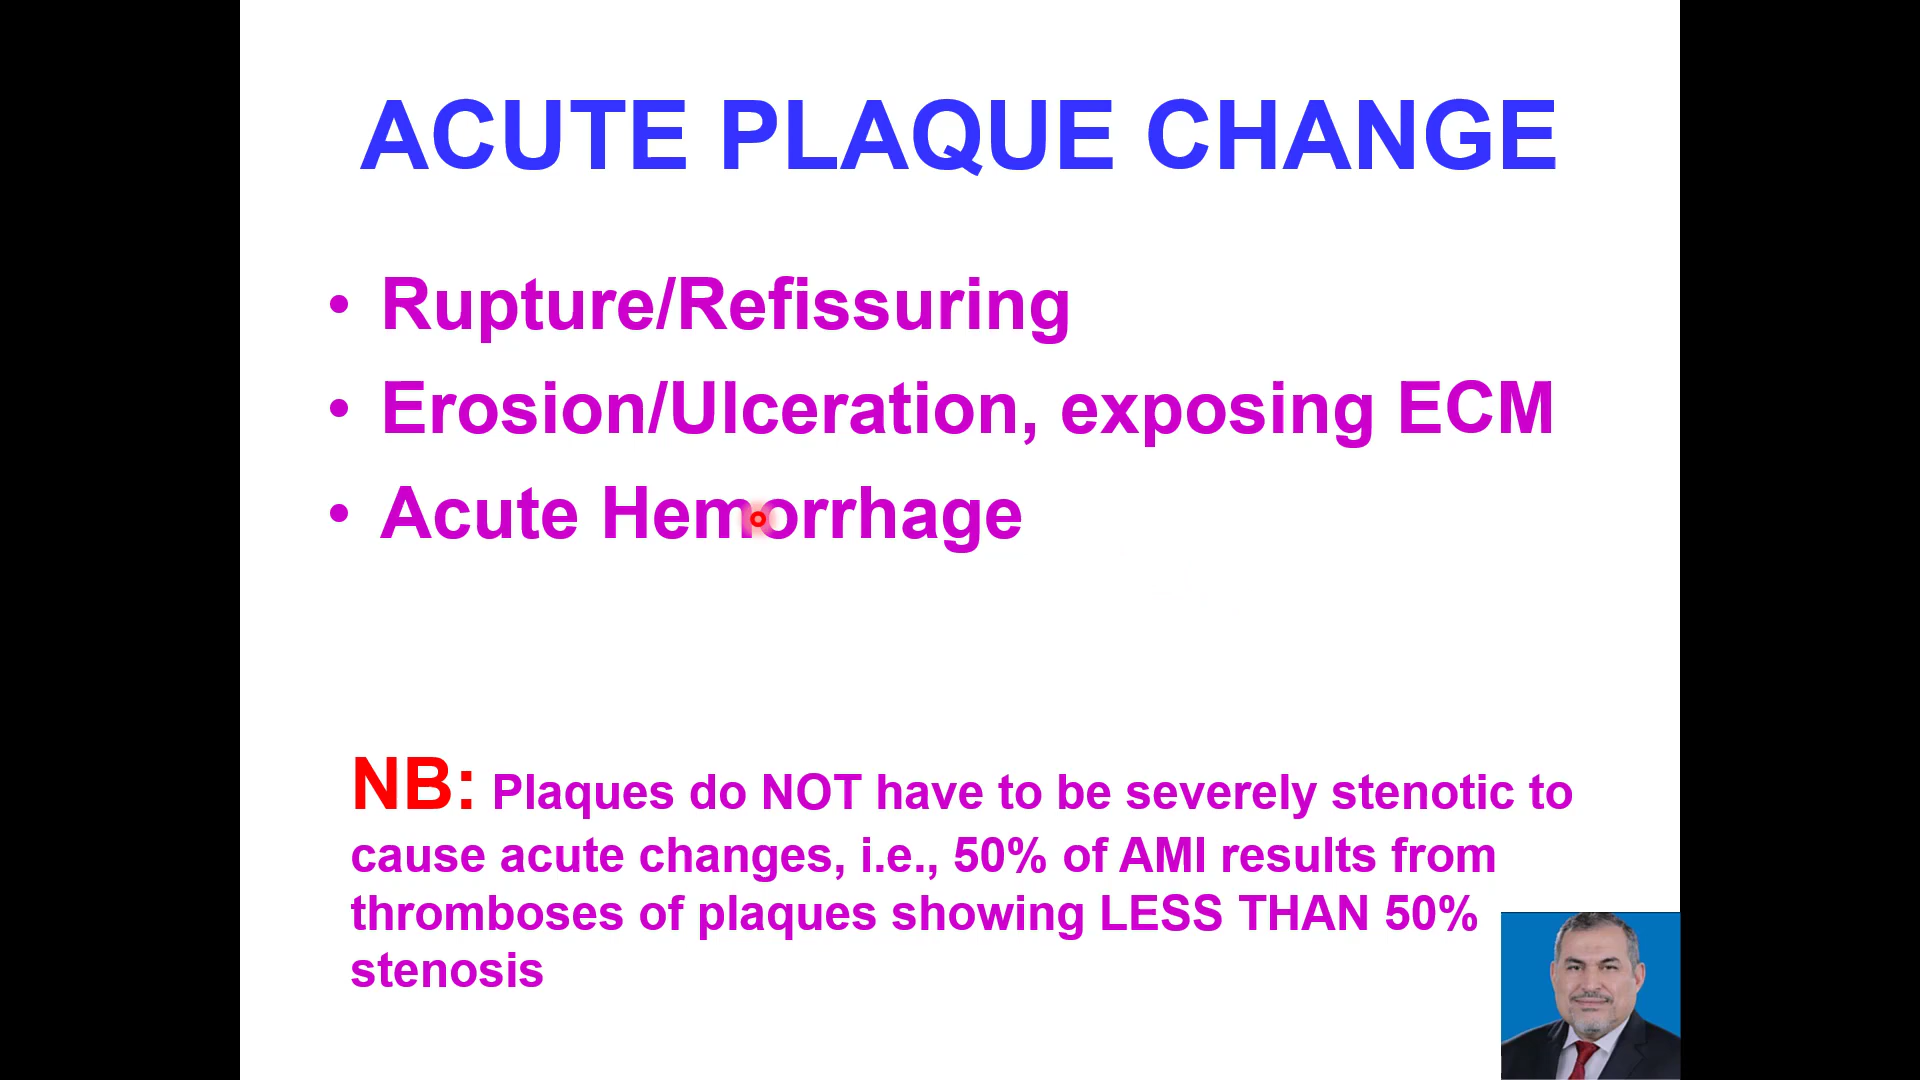 ACUTE PLAQUE CHANGE
• Rupture/Refissuring
• Erosion/Ulceration, exposing ECM
• Acute Hemorrhage
NB: Plaques do NOT have to be severely stenotic to
cause acute changes, i.e., 50% of AMI results from
thromboses of plaques showing LESS THAN 50%
stenosis